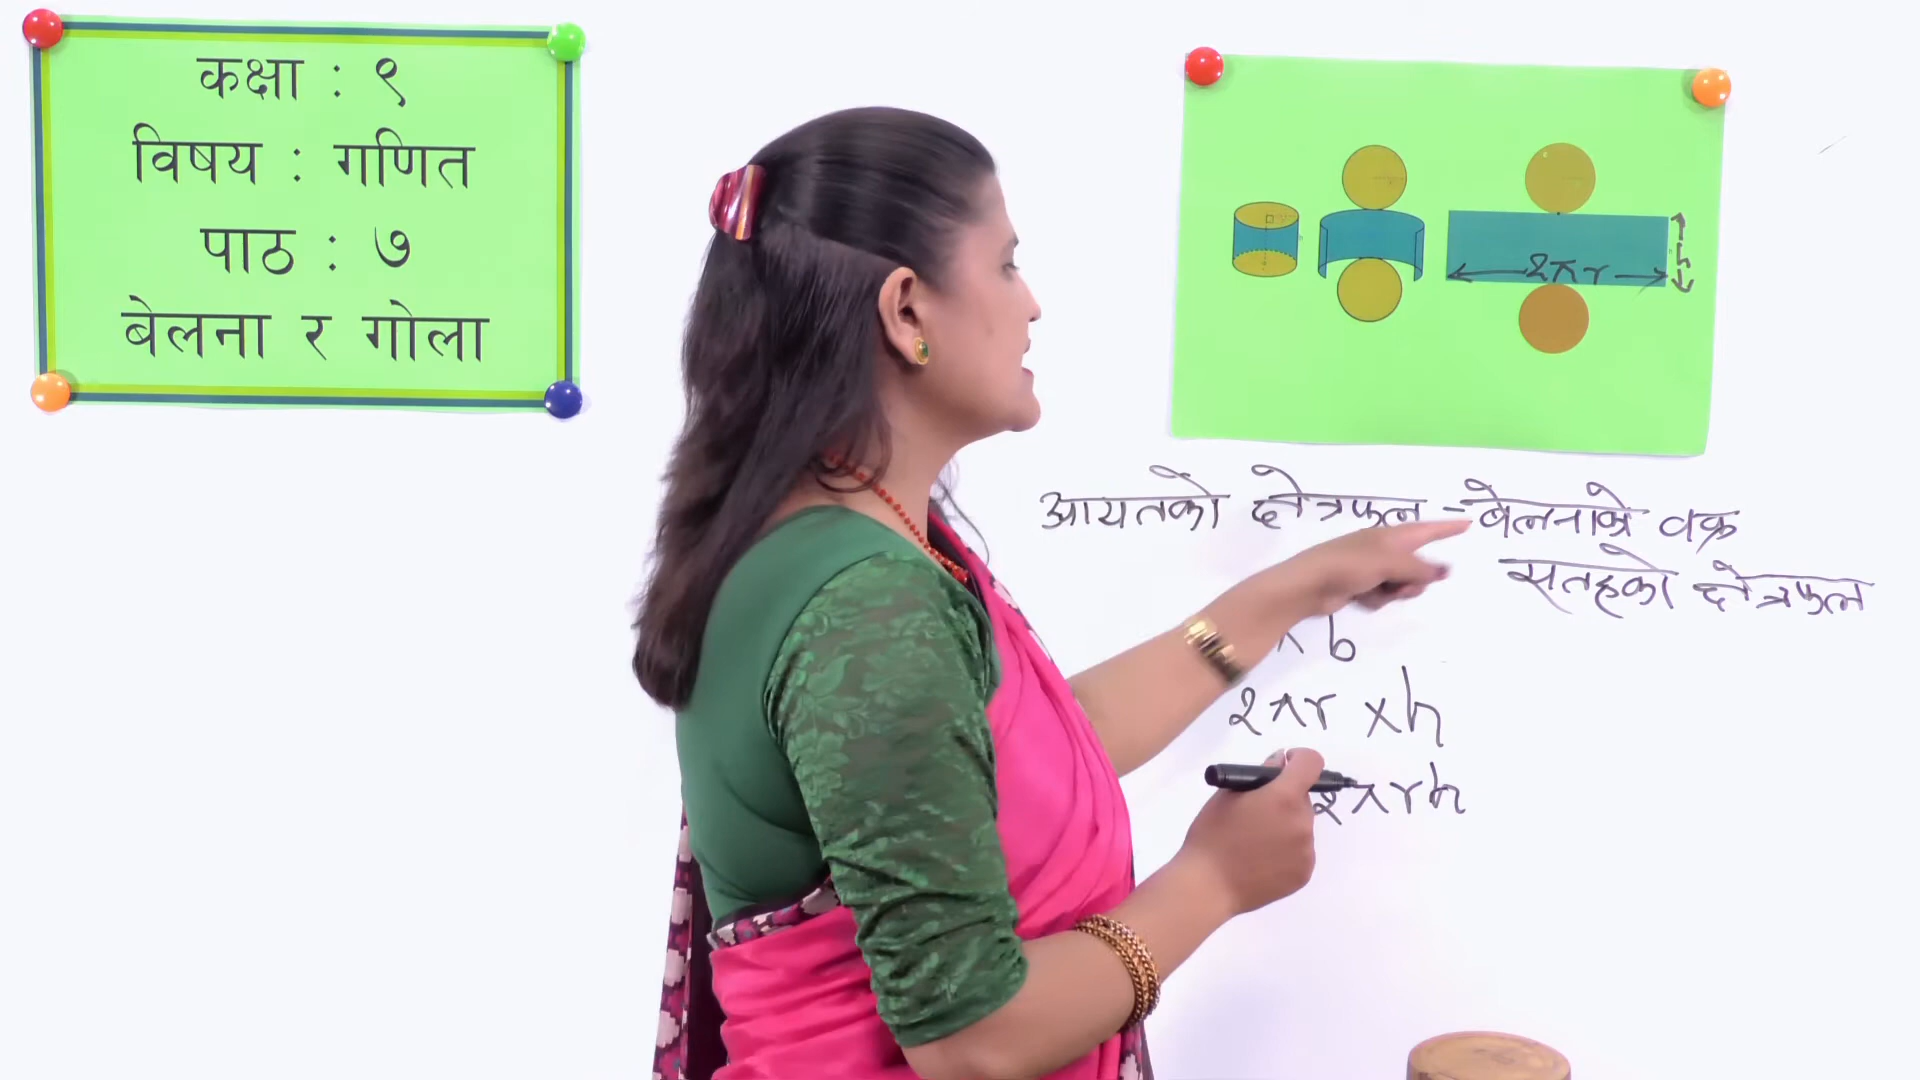 कक्षा : ९
विषय : गणित
पाठ : ७
बेलना र गोला
2πr
h
आयतको क्षेत्रफल = बेलनाको वक्र
सतहको क्षेत्रफल
× b
2πr × h
2πrh